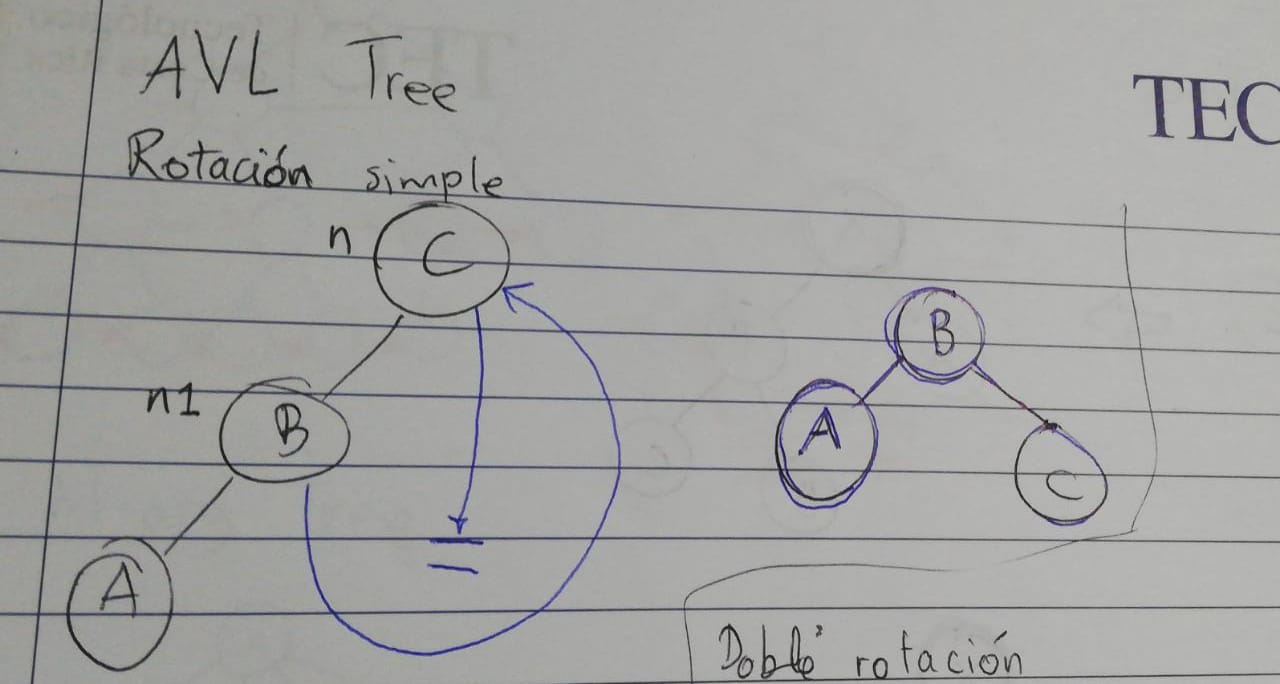 AVL Tree
TEC
Rotación simple
n C
B
n1 B
A
C
A
Doble rotación